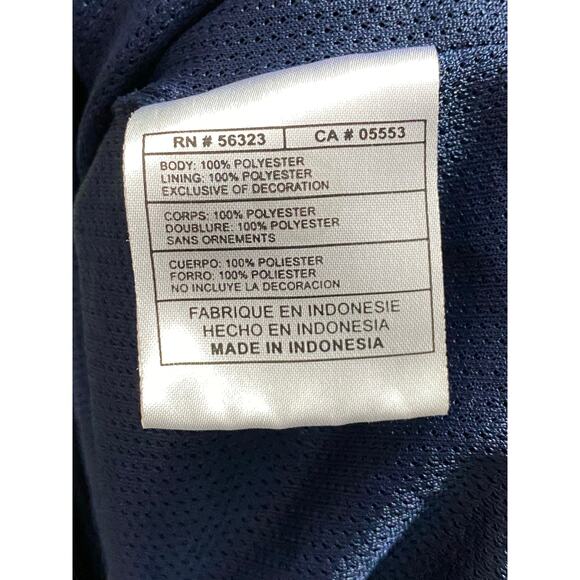 RN # 56323 CA # 05553
BODY: 100% POLYESTER
LINING: 100% POLYESTER
EXCLUSIVE OF DECORATION
CORPS: 100% POLYESTER
DOUBLURE: 100% POLYESTER
SANS ORNEMENTS
CUERPO: 100% POLIESTER
FORRO: 100% POLIESTER
NO INCLUYE LA DECORACION
FABRIQUE EN INDONESIE
HECHO EN INDONESIA
MADE IN INDONESIA